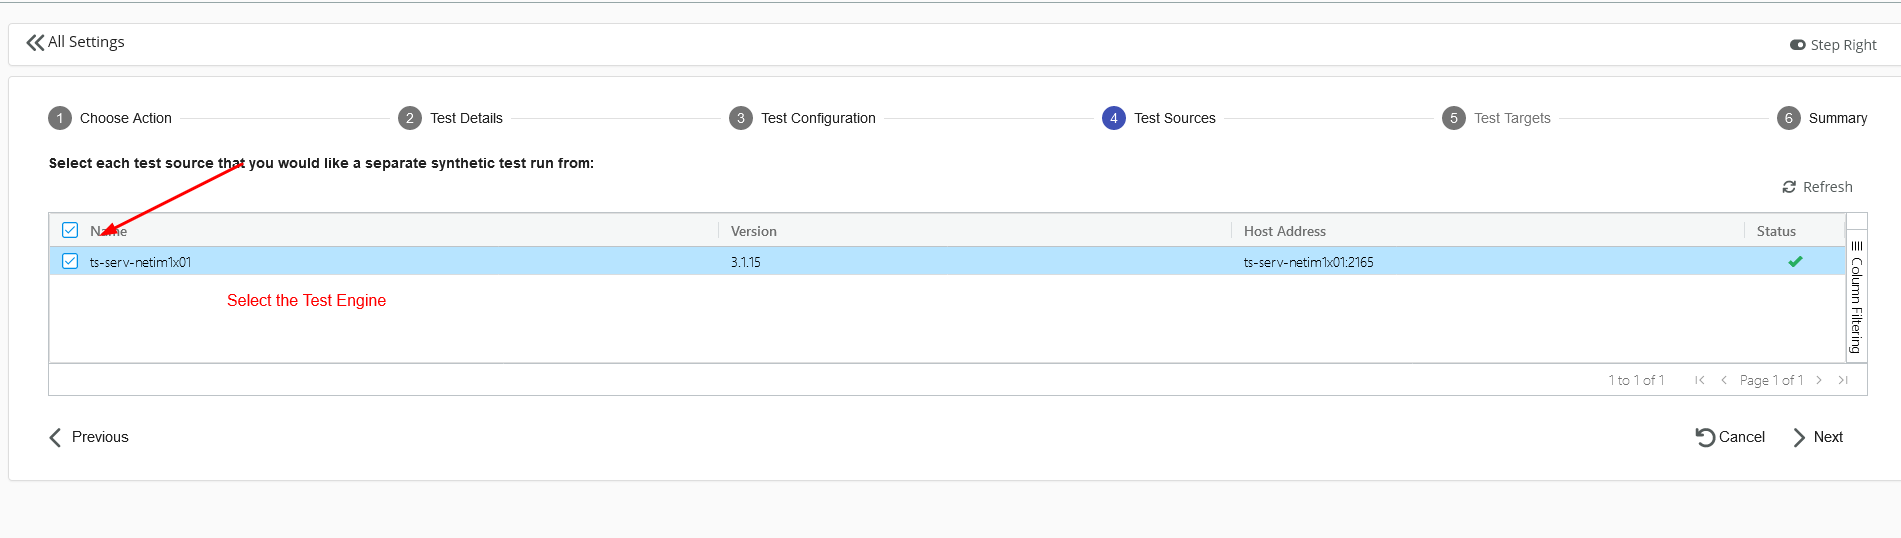 All Settings
Step Right
1 Choose Action 2 Test Details 3 Test Configuration 4 Test Sources 5 Test Targets 6 Summary
Select each test source that you would like a separate synthetic test run from:
Refresh
Name Version Host Address Status
ts-serv-netim1x01 3.1.15 ts-serv-netim1x01:2165
Column Filtering
Select the Test Engine
1 to 1 of 1 Page 1 of 1
Previous Cancel Next